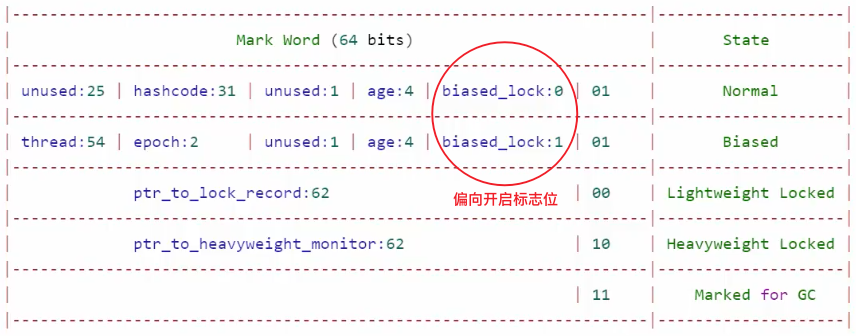 |--------------------------------------------------------------------|--------------------|
| Mark Word (64 bits) | State |
|--------------------------------------------------------------------|--------------------|
| unused:25 | hashcode:31 | unused:1 | age:4 | biased_lock:0 | 01 | Normal |
|--------------------------------------------------------------------|--------------------|
| thread:54 | epoch:2 | unused:1 | age:4 | biased_lock:1 | 01 | Biased |
|--------------------------------------------------------------------|--------------------|
| ptr_to_lock_record:62 | 00 | Lightweight Locked |
偏向开启标志位
|--------------------------------------------------------------------|--------------------|
| ptr_to_heavyweight_monitor:62 | 10 | Heavyweight Locked |
|--------------------------------------------------------------------|--------------------|
| | 11 | Marked for GC |
|--------------------------------------------------------------------|--------------------|